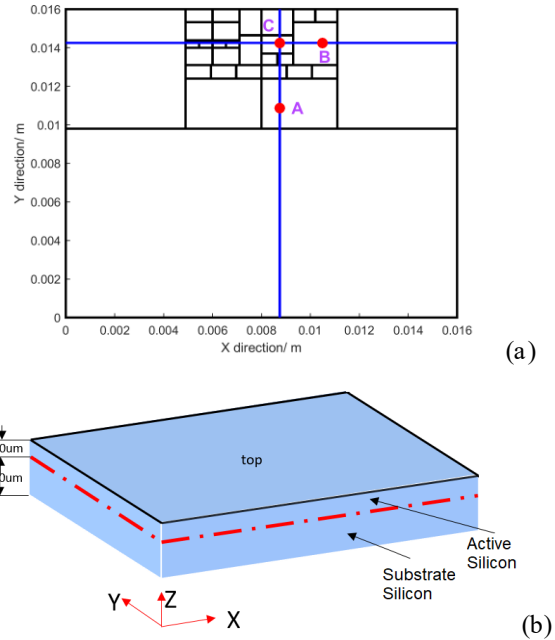 0.016
0.014
0.012
0.01
0.008
0.006
0.004
0.002
0
Y direction/ m
C
B
A
0 0.002 0.004 0.006 0.008 0.01 0.012 0.014 0.016
X direction/ m
(a)
0um
0um
top
Active
Silicon
Substrate
Silicon
Y Z X
(b)